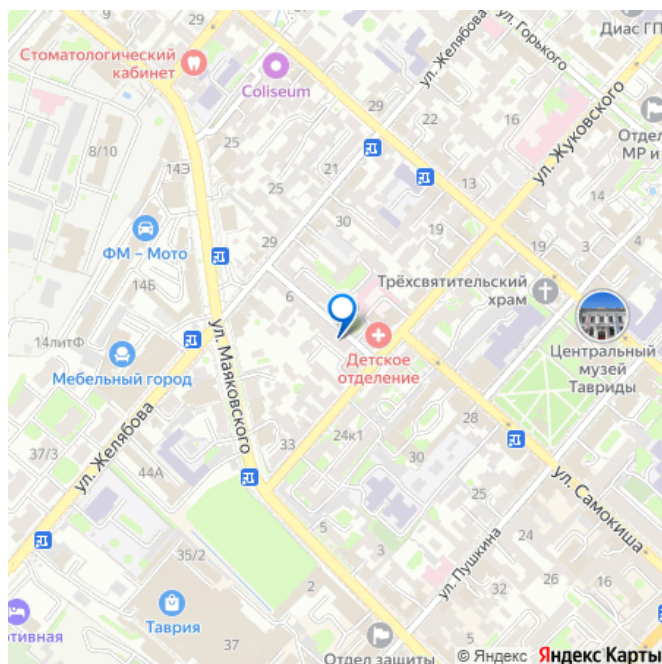 Диас ГП
ул. Горького
Стоматологический
кабинет
Coliseum
ул. Желябова
29
29
25
25
16
Отдел
МР и
ул. Жуковского
8/10
14Э
21
13
14
30
ФМ – Мото
29
19
19
3
Трёхсвятительский
храм
6
14Б
14литФ
Мебельный город
ул. Маяковского
Детское
отделение
Центральный
музей
Тавриды
28
ул. Желябова
33
24к1
37/3
44А
30
ул. Самокиша
5
3
5
35/2
2
ул. Пушкина
24
22
32
26
26
Таврия
ртивная
37
Отдел защиты
© Яндекс Яндекс Карты